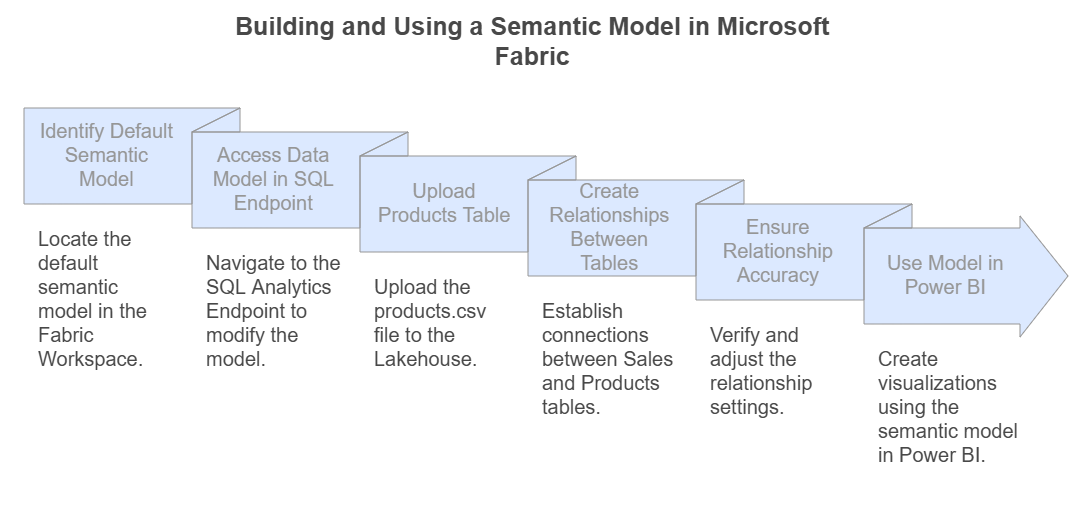 Building and Using a Semantic Model in Microsoft
Fabric
Identify Default
Semantic
Model
Locate the
default
semantic
model in the
Fabric
Workspace.
Access Data
Model in SQL
Endpoint
Navigate to the
SQL Analytics
Endpoint to
modify the
model.
Upload
Products Table
Upload the
products.csv
file to the
Lakehouse.
Create
Relationships
Between
Tables
Establish
connections
between Sales
and Products
tables.
Ensure
Relationship
Accuracy
Verify and
adjust the
relationship
settings.
Use Model in
Power BI
Create
visualizations
using the
semantic model
in Power BI.